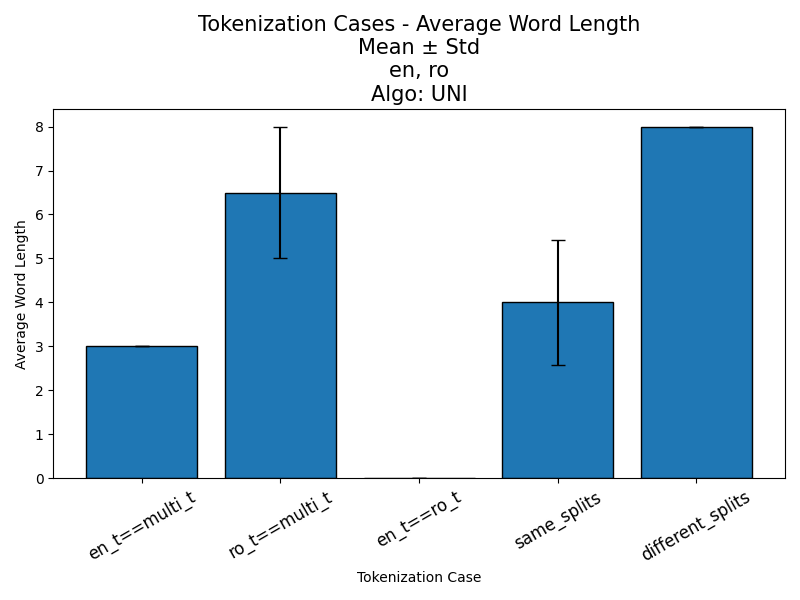 Tokenization Cases - Average Word Length
Mean ± Std
en, ro
Algo: UNI
8
7
6
5
4
3
2
1
0
Average Word Length
en_t==multi_t
ro_t==multi_t
en_t==ro_t
same_splits
different_splits
Tokenization Case